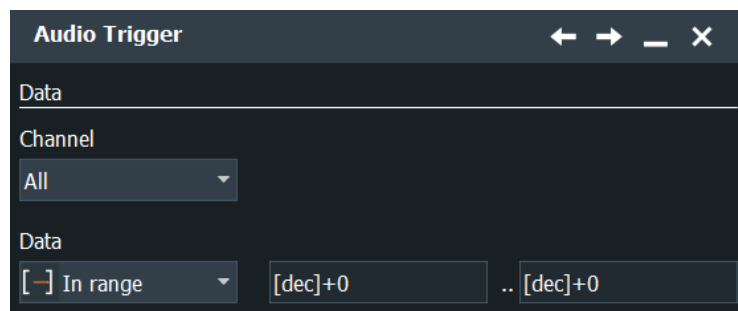 Audio Trigger
Data
Channel
All
Data
In range [dec]+0 .. [dec]+0